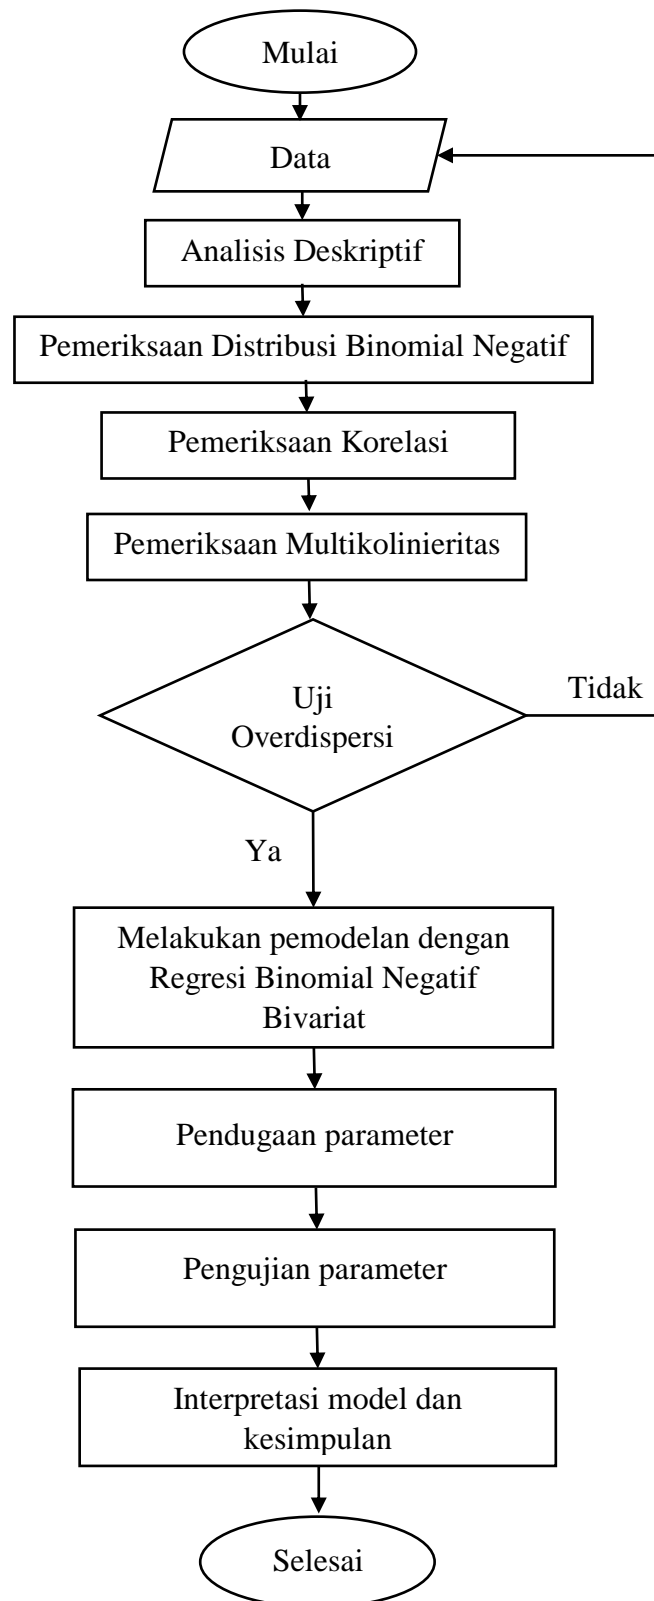 Mulai
Data
Analisis Deskriptif
Pemeriksaan Distribusi Binomial Negatif
Pemeriksaan Korelasi
Pemeriksaan Multikolinieritas
Uji
Overdispersi
Tidak
Ya
Melakukan pemodelan dengan
Regresi Binomial Negatif
Bivariat
Pendugaan parameter
Pengujian parameter
Interpretasi model dan
kesimpulan
Selesai